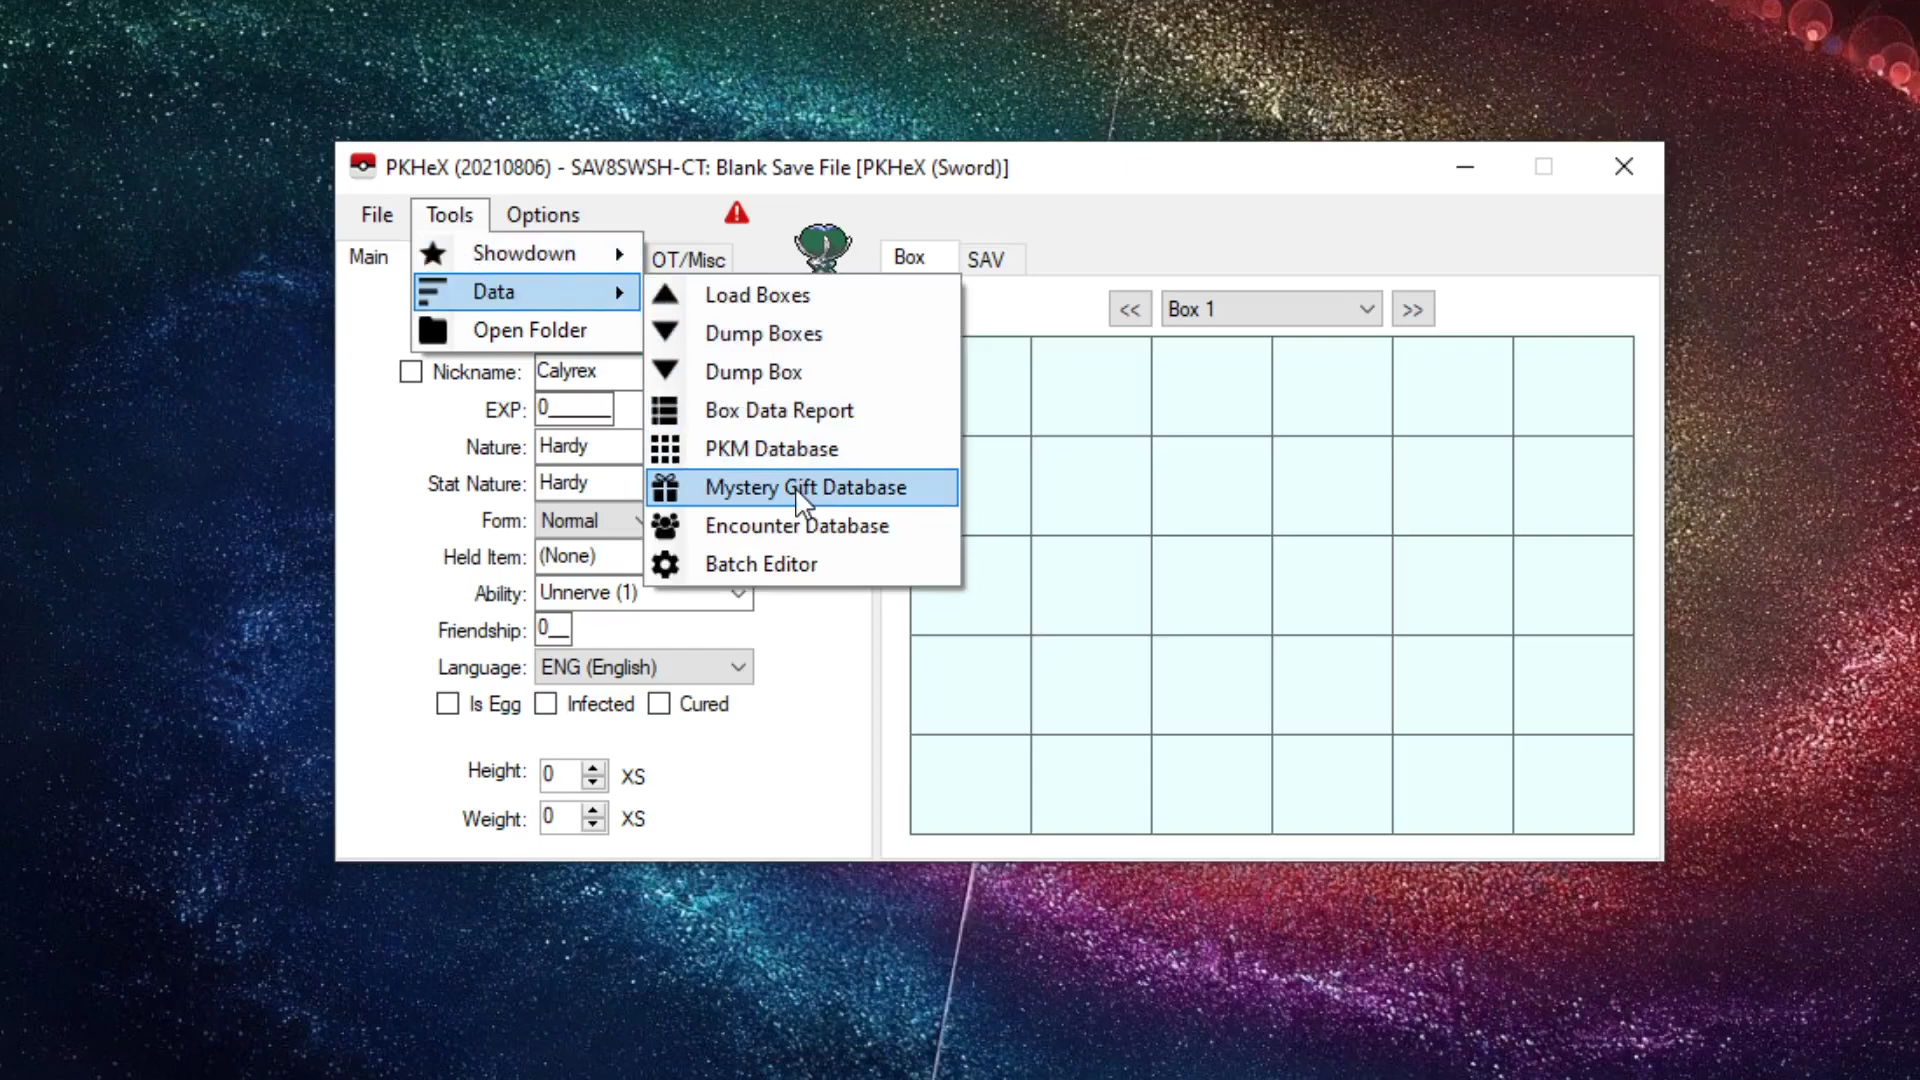 PKHeX (20210806) - SAV8SWSH-CT: Blank Save File [PKHeX (Sword)]
File Tools Options
Main OT/Misc Box SAV
Showdown
Data
Open Folder
Load Boxes
Dump Boxes
Dump Box
Box Data Report
PKM Database
Mystery Gift Database
Encounter Database
Batch Editor
Nickname: Calyrex
EXP: 0
Nature: Hardy
Stat Nature: Hardy
Form: Normal
Held Item: (None)
Ability: Unnerve (1)
Friendship: 0
Language: ENG (English)
Is Egg Infected Cured
Height: 0 XS
Weight: 0 XS
<< Box 1 >>